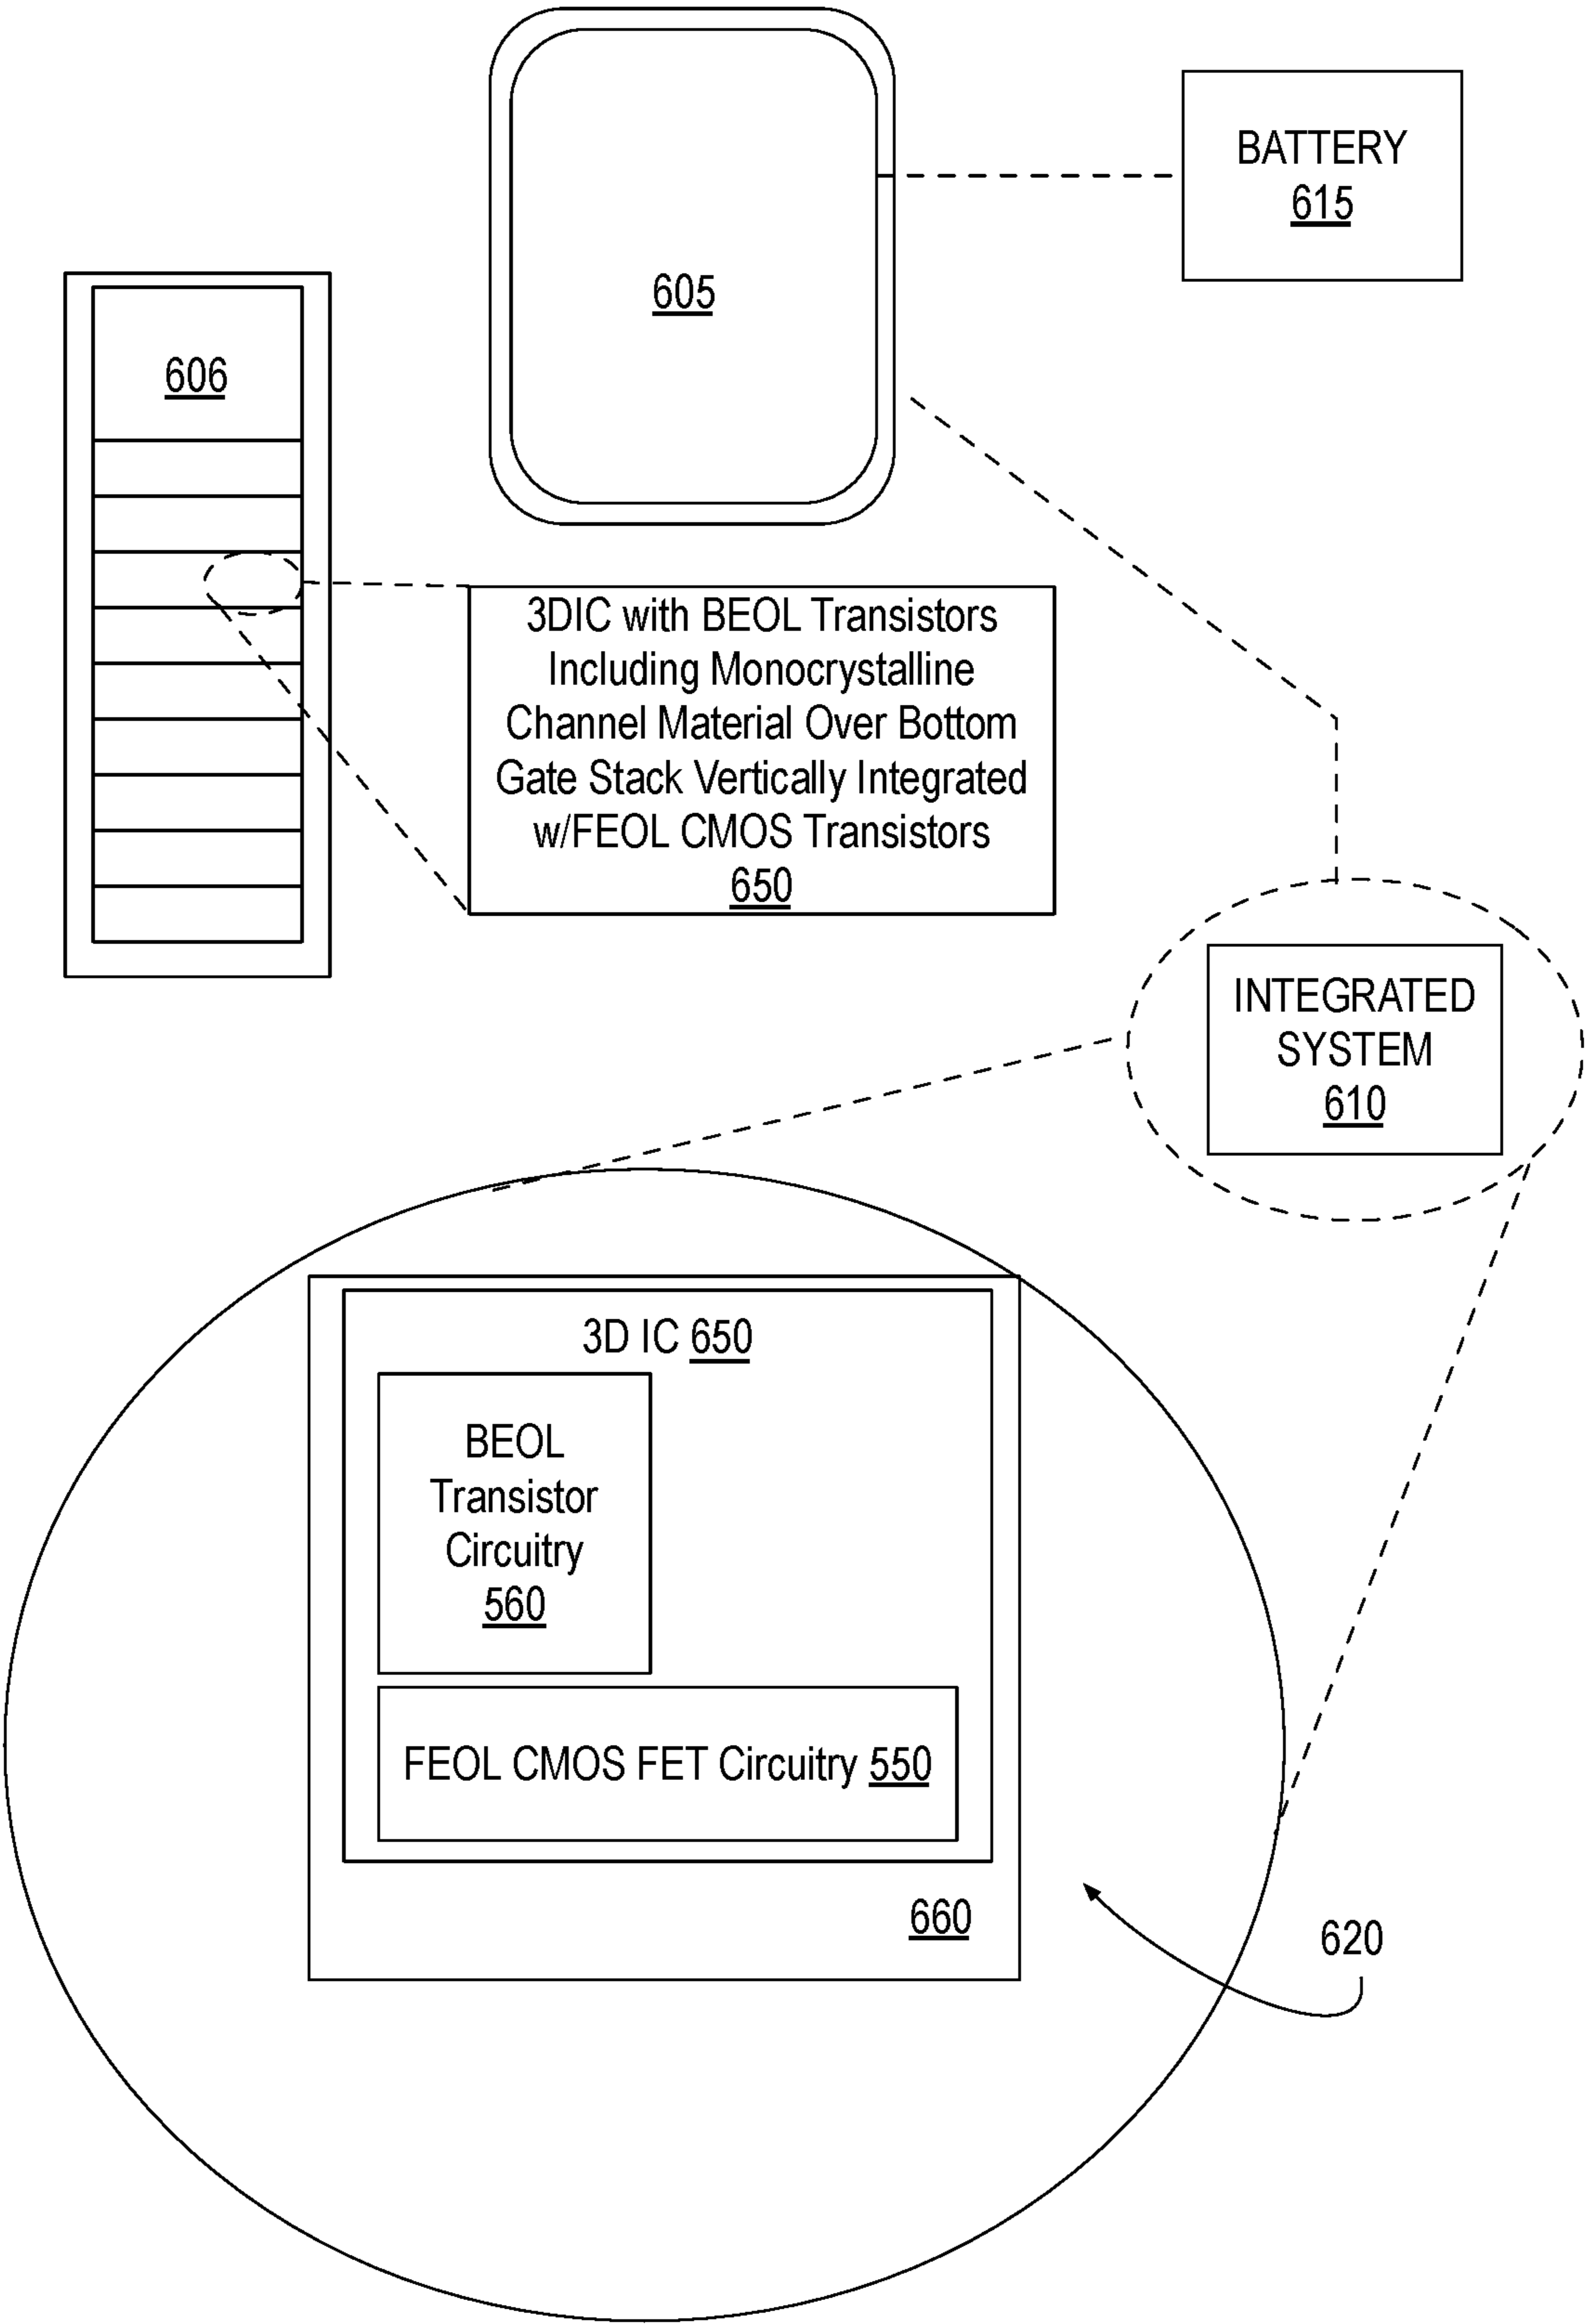 BATTERY
615
605
606
3DIC with BEOL Transistors
Including Monocrystalline
Channel Material Over Bottom
Gate Stack Vertically Integrated
w/FEOL CMOS Transistors
650
INTEGRATED
SYSTEM
610
3D IC 650
BEOL
Transistor
Circuitry
560
FEOL CMOS FET Circuitry 550
660
620